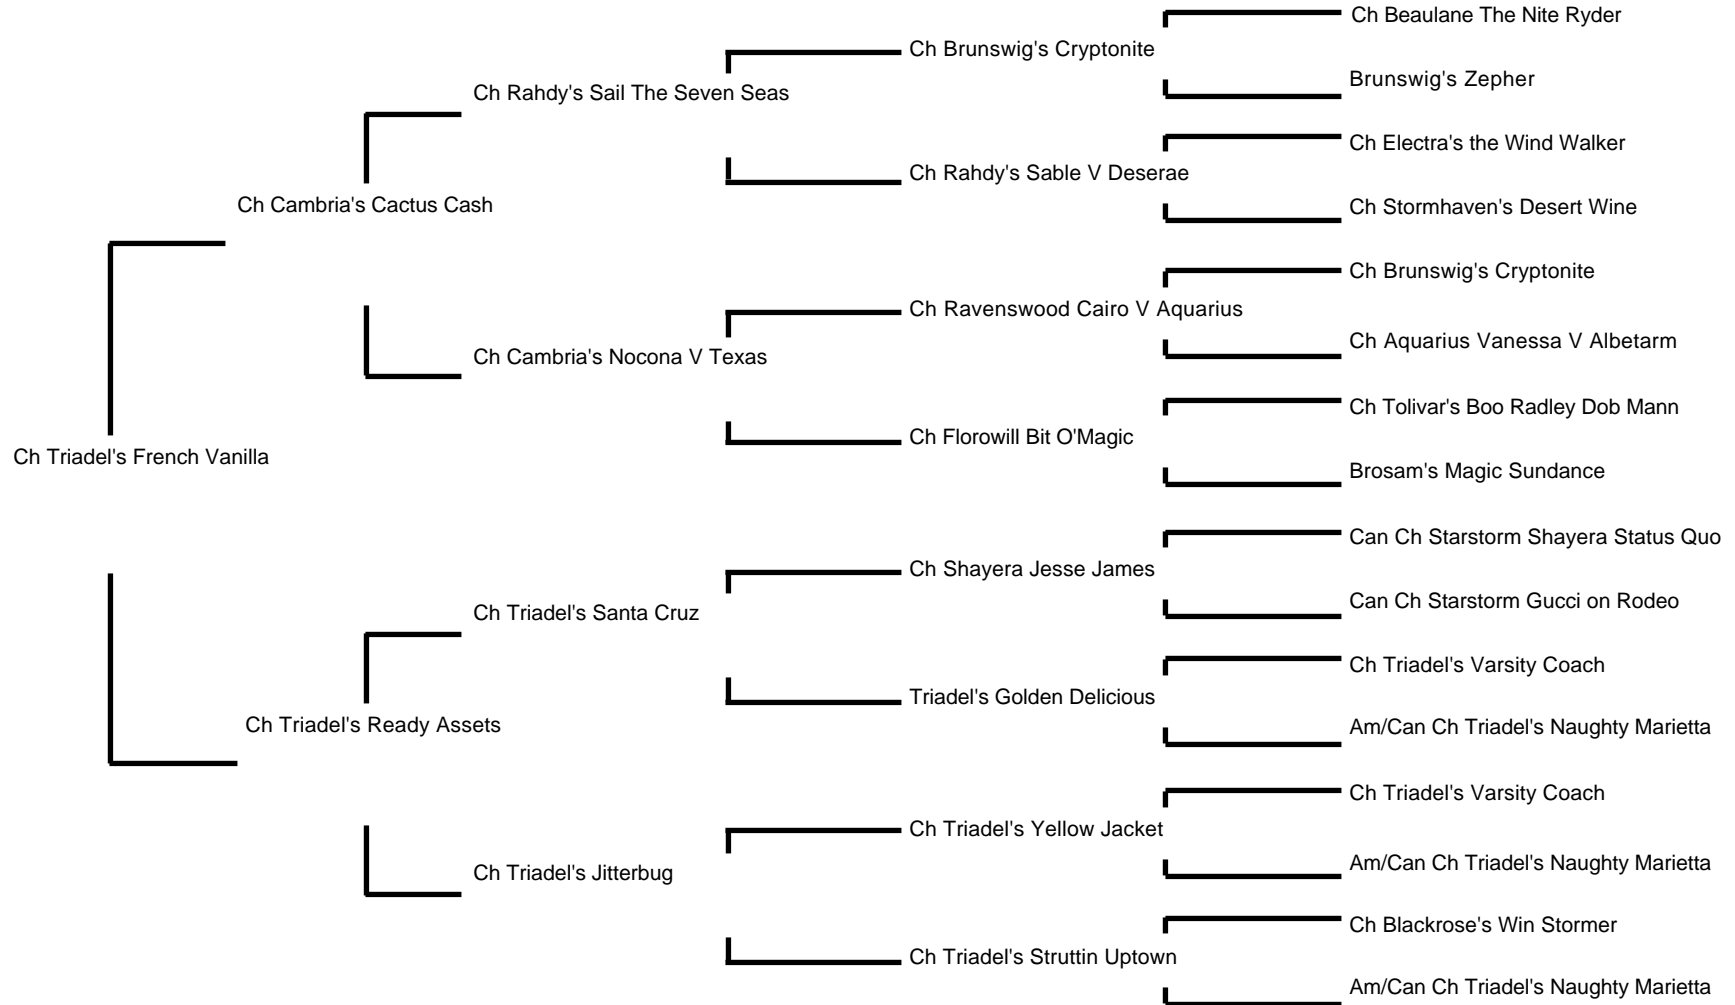 Ch Beaulane The Nite Ryder
Ch Brunswig's Cryptonite
Brunswig's Zepher
Ch Rahdy's Sail The Seven Seas
Ch Electra's the Wind Walker
Ch Rahdy's Sable V Deserae
Ch Cambria's Cactus Cash
Ch Stormhaven's Desert Wine
Ch Brunswig's Cryptonite
Ch Ravenswood Cairo V Aquarius
Ch Aquarius Vanessa V Albetarm
Ch Cambria's Nocona V Texas
Ch Tolivar's Boo Radley Dob Mann
Ch Florowill Bit O'Magic
Ch Triadel's French Vanilla
Brosam's Magic Sundance
Can Ch Starstorm Shayera Status Quo
Ch Shayera Jesse James
Can Ch Starstorm Gucci on Rodeo
Ch Triadel's Santa Cruz
Ch Triadel's Varsity Coach
Triadel's Golden Delicious
Ch Triadel's Ready Assets
Am/Can Ch Triadel's Naughty Marietta
Ch Triadel's Varsity Coach
Ch Triadel's Yellow Jacket
Am/Can Ch Triadel's Naughty Marietta
Ch Triadel's Jitterbug
Ch Blackrose's Win Stormer
Ch Triadel's Struttin Uptown
Am/Can Ch Triadel's Naughty Marietta